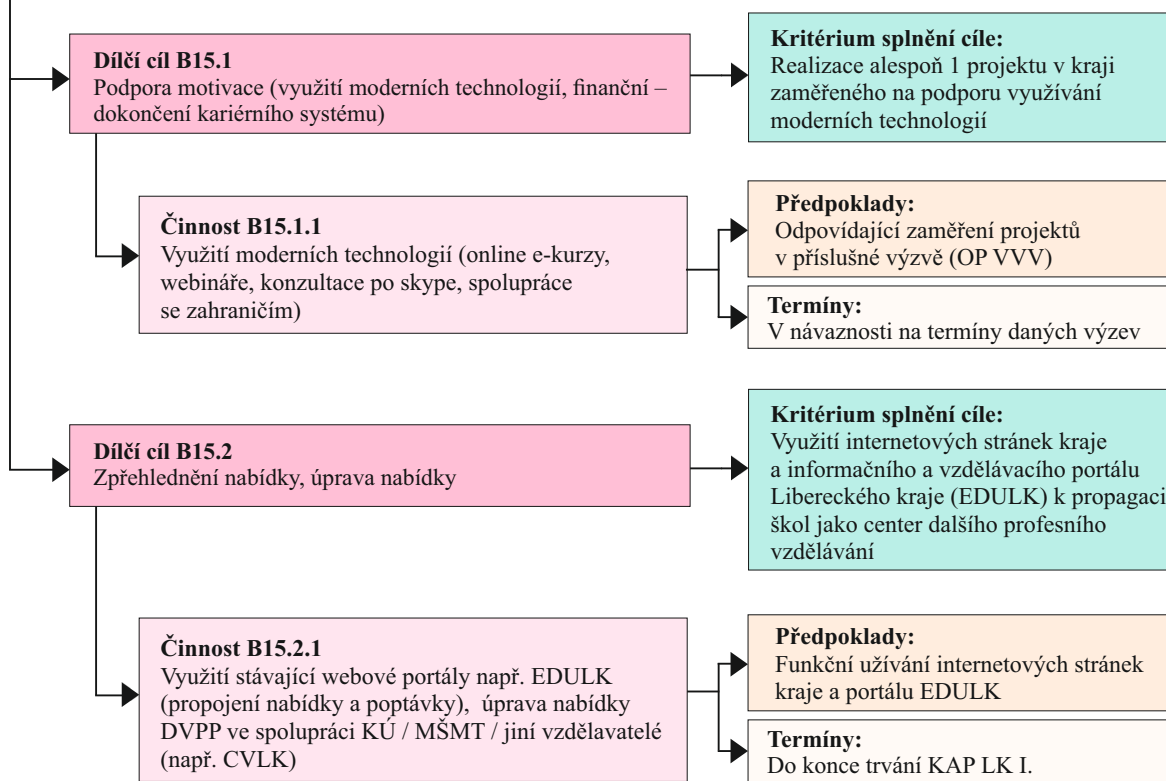 Dílčí cíl B15.1
Podpora motivace (využití moderních technologií, finanční –
dokončení kariérního systému)
Kritérium splnění cíle:
Realizace alespoň 1 projektu v kraji
zaměřeného na podporu využívání
moderních technologií
Činnost B15.1.1
Využití moderních technologií (online e-kurzy,
webináře, konzultace po skype, spolupráce
se zahraničím)
Předpoklady:
Odpovídající zaměření projektů
v příslušné výzvě (OP VVV)
Termíny:
V návaznosti na termíny daných výzev
Dílčí cíl B15.2
Zpřehlednění nabídky, úprava nabídky
Kritérium splnění cíle:
Využití internetových stránek kraje
a informačního a vzdělávacího portálu
Libereckého kraje (EDULK) k propagaci
škol jako center dalšího profesního
vzdělávání
Činnost B15.2.1
Využití stávající webové portály např. EDULK
(propojení nabídky a poptávky),  úprava nabídky
DVPP ve spolupráci KÚ / MŠMT / jiní vzdělavatelé
(např. CVLK)
Předpoklady:
Funkční užívání internetových stránek
kraje a portálu EDULK
Termíny:
Do konce trvání KAP LK I.